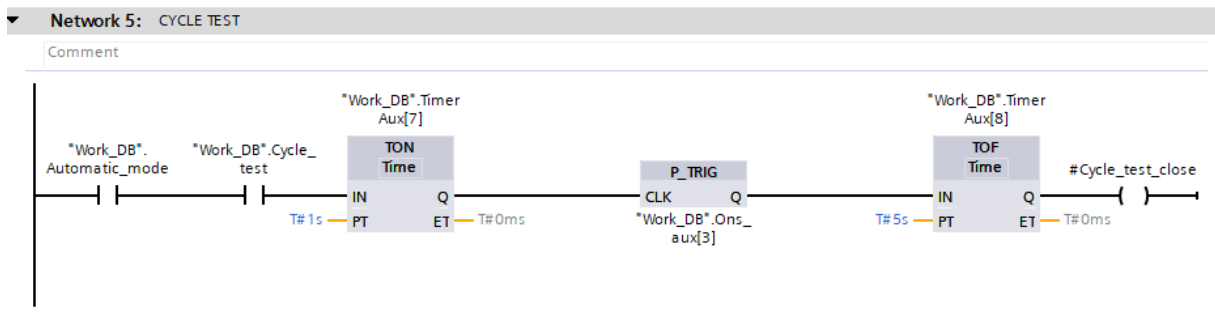 Network 5: CYCLE TEST
Comment
"Work_DB".Timer
Aux[7]
"Work_DB".Timer
Aux[8]
"Work_DB".
Automatic_mode
"Work_DB".Cycle_
test
TON
Time
P_TRIG
TOF
Time
#Cycle_test_close
IN Q
CLK Q
IN Q
T#1s PT ET T#0ms
"Work_DB".Ons_
aux[3]
T#5s PT ET T#0ms